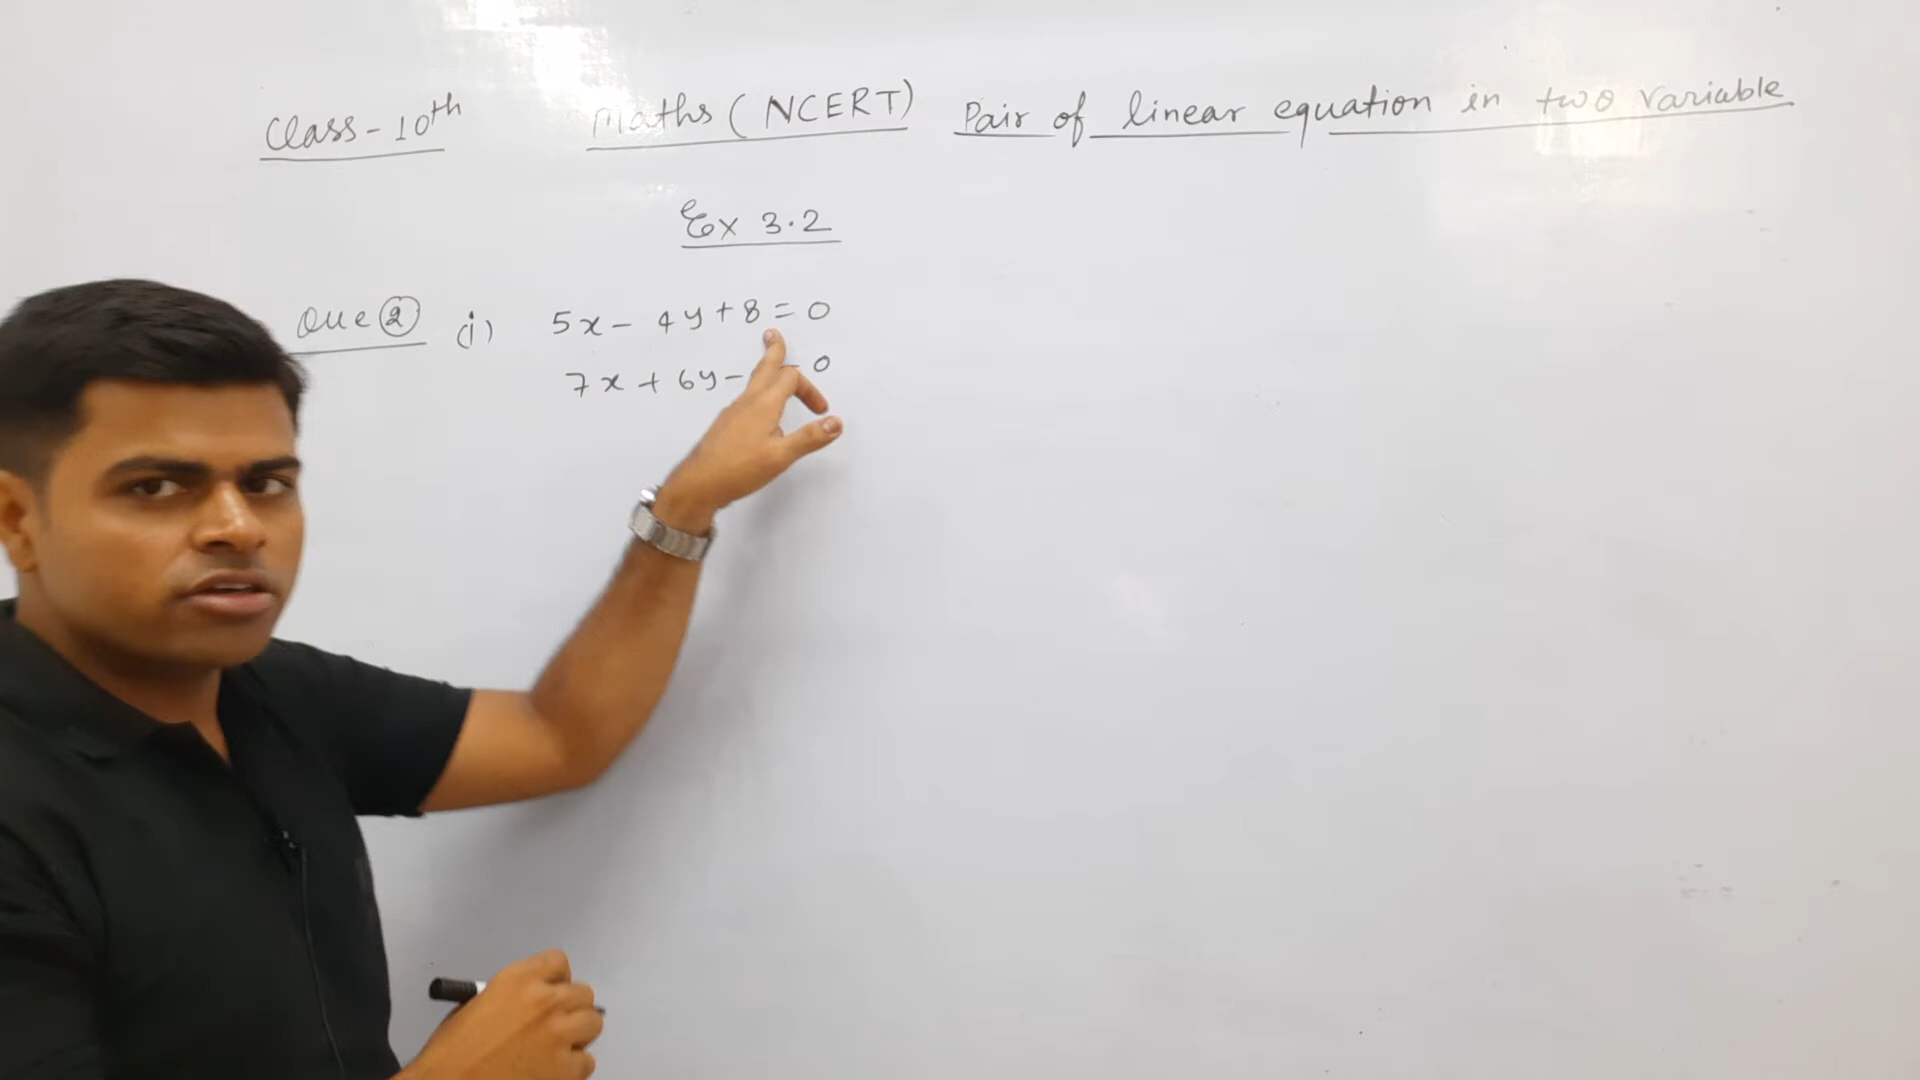 Class-10th Maths (NCERT) Pair of linear equation in two variable
Ex 3.2
Que ② (i) 5x - 4y + 8 = 0
7x + 6y - = 0